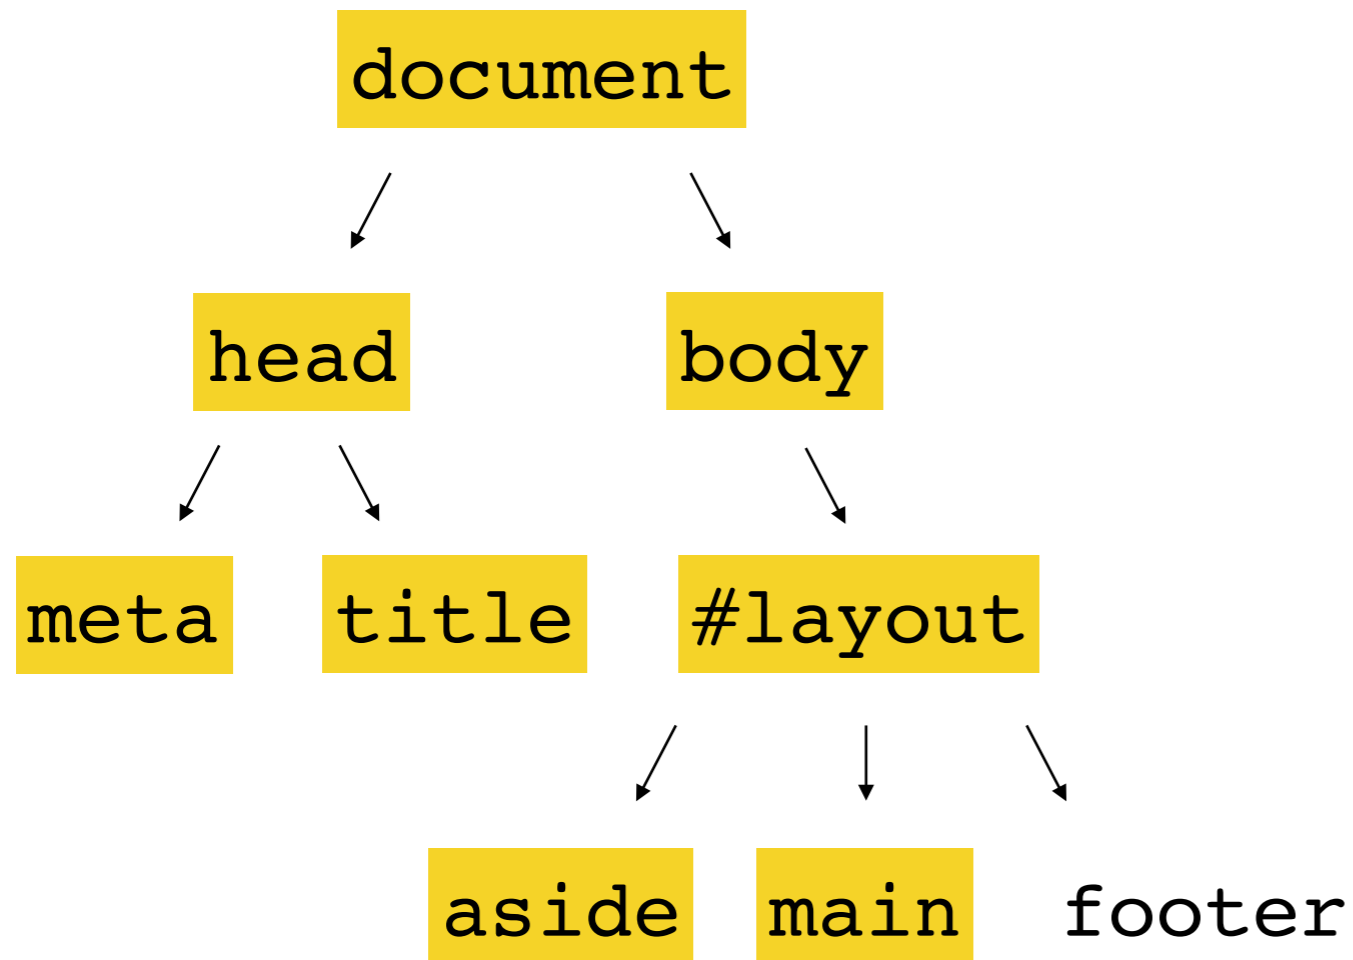 document
head
body
meta
title
#layout
aside
main
footer